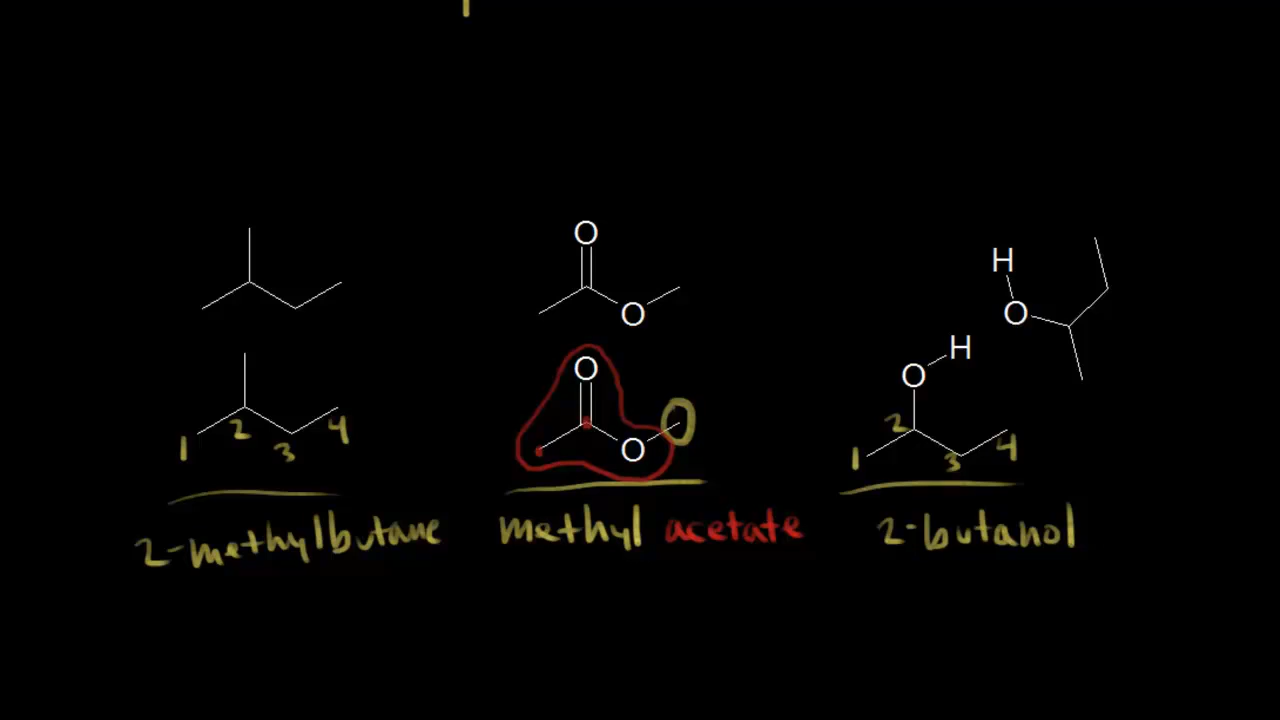 O
H
O
O
O
H
O
O
1 2 3 4
1 2 3 4
2-methylbutane
methyl acetate
2-butanol